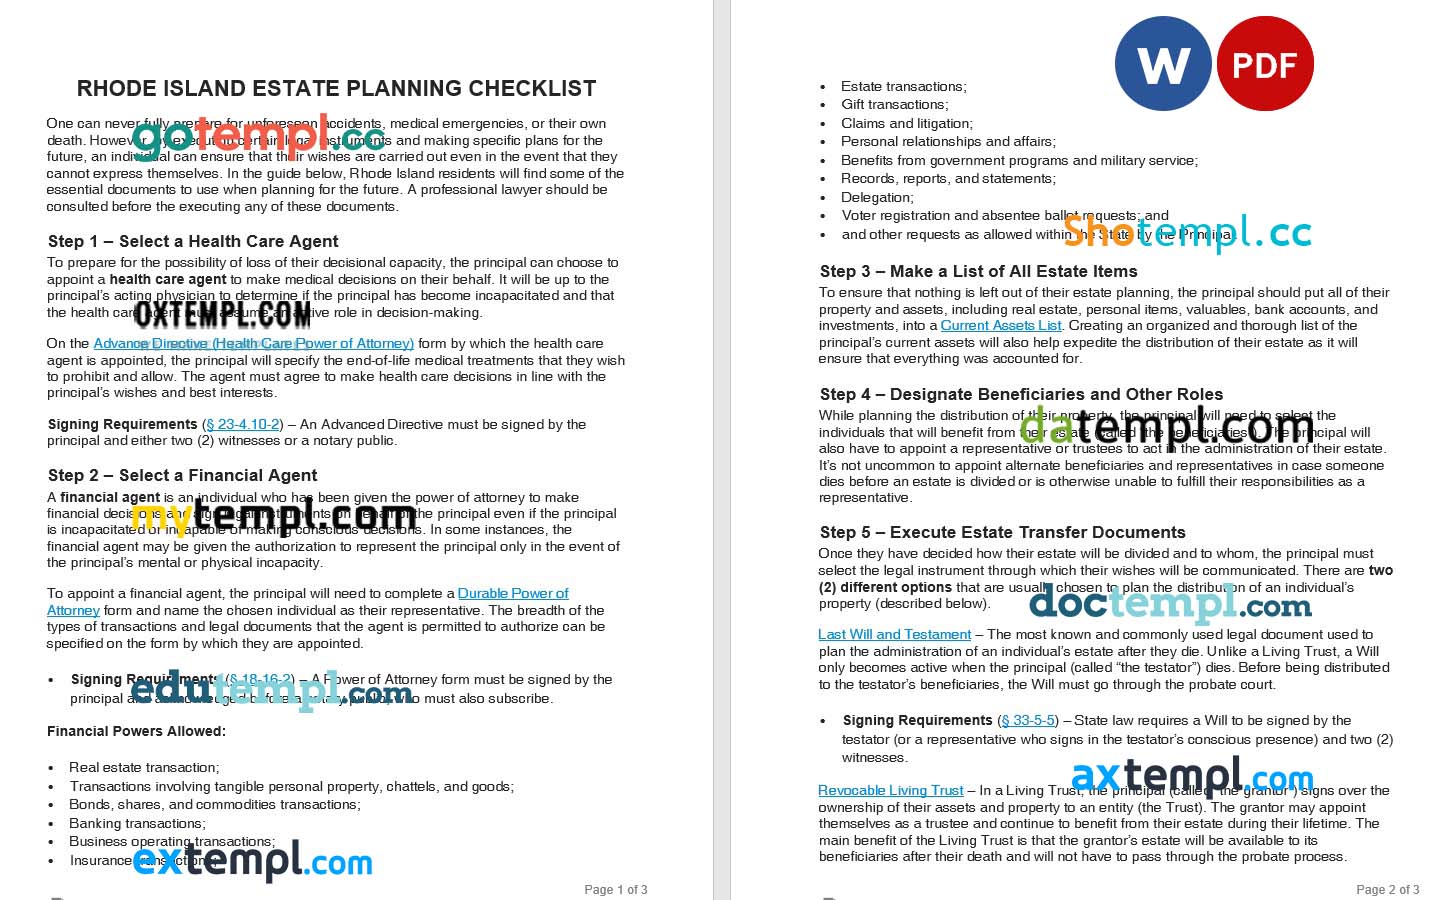 RHODE ISLAND ESTATE PLANNING CHECKLIST
One can never fully prepare for unforeseen accidents, medical emergencies, or their own
death. However, by executing certain legal instruments and making specific plans for the
future, an individual can ensure that their wishes are carried out even in the event that they
cannot express themselves. In the guide below, Rhode Island residents will find some of the
essential documents to use when planning for the future. A professional lawyer should be
consulted before the executing any of these documents.
gotempl.cc
Step 1 – Select a Health Care Agent
To prepare for the possibility of loss of their decisional capacity, the principal can choose to
appoint a health care agent to make medical decisions on their behalf. It will be up to the
principal's acting physician to determine if the principal has become incapacitated and that
the health care agent must assume an active role in decision-making.
OXTEMPL.COM
On the Advance Directive (Health Care Power of Attorney) form by which the health care
agent is appointed, the principal will specify the end-of-life medical treatments that they wish
to prohibit and allow. The agent must agree to make health care decisions in line with the
principal's wishes and best interests.
Signing Requirements (§ 23-4.10-2) – An Advanced Directive must be signed by the
principal and either two (2) witnesses or a notary public.
Step 2 – Select a Financial Agent
A financial agent is an individual who has been given the power of attorney to make
financial decisions and sign legal instruments on behalf of the principal even if the principal
is incapacitated or incapable of making conscious decisions. In some instances, the
financial agent may be given the authorization to represent the principal only in the event of
the principal's mental or physical incapacity.
mytempl.com
To appoint a financial agent, the principal will need to complete a Durable Power of
Attorney form and name the chosen individual as their representative. The breadth of the
types of transactions and legal documents that the agent is permitted to authorize can be
specified on the form by which they are appointed.
• Signing Requirements (§ 18-16-2) – A Power of Attorney form must be signed by the
principal and acknowledged before a notary public, who must also subscribe.
edutempl.com
Financial Powers Allowed:
• Real estate transaction;
• Transactions involving tangible personal property, chattels, and goods;
• Bonds, shares, and commodities transactions;
• Banking transactions;
• Business operating transactions;
• Insurance transactions;
extempl.com
Page 1 of 3
W
PDF
• Estate transactions;
• Gift transactions;
• Claims and litigation;
• Personal relationships and affairs;
• Benefits from government programs and military service;
• Records, reports, and statements;
• Delegation;
• Voter registration and absentee ballot requests; and
• and other requests as allowed within the State by the Principal.
Shotempl.cc
Step 3 – Make a List of All Estate Items
To ensure that nothing is left out of their estate planning, the principal should put all of their
property and assets, including real estate, personal items, valuables, bank accounts, and
investments, into a Current Assets List. Creating an organized and thorough list of the
principal's current assets will also help expedite the distribution of their estate as it will
ensure that everything was accounted for.
Step 4 – Designate Beneficiaries and Other Roles
While planning the distribution of their property, the principal will need to select the
individuals that will benefit from their estate (called "the beneficiaries"). The principal will
also have to appoint a representative or trustees to act in the administration of their estate.
It's not uncommon to appoint alternate beneficiaries and representatives in case someone
dies before an estate is divided or is otherwise unable to fulfill their responsibilities as a
representative.
datempl.com
Step 5 – Execute Estate Transfer Documents
Once they have decided how their estate will be divided and to whom, the principal must
select the legal instrument through which their wishes will be communicated. There are two
(2) different options that are usually chosen to plan the distribution of an individual's
property (described below).
doctempl.com
Last Will and Testament – The most known and commonly used legal document used to
plan the administration of an individual's estate after they die. Unlike a Living Trust, a Will
only becomes active when the principal (called "the testator") dies. Before being distributed
to the testator's beneficiaries, the Will must go through the probate court.
• Signing Requirements (§ 33-5-5) – State law requires a Will to be signed by the
testator (or a representative who signs in the testator's conscious presence) and two (2)
witnesses.
axtempl.com
Revocable Living Trust – In a Living Trust, the principal (called "the grantor") signs over the
ownership of their assets and property to an entity (the Trust). The grantor may appoint
themselves as a trustee and continue to benefit from their estate during their lifetime. The
main benefit of the Living Trust is that the grantor's estate will be available to its
beneficiaries after their death and will not have to pass through the probate process.
Page 2 of 3